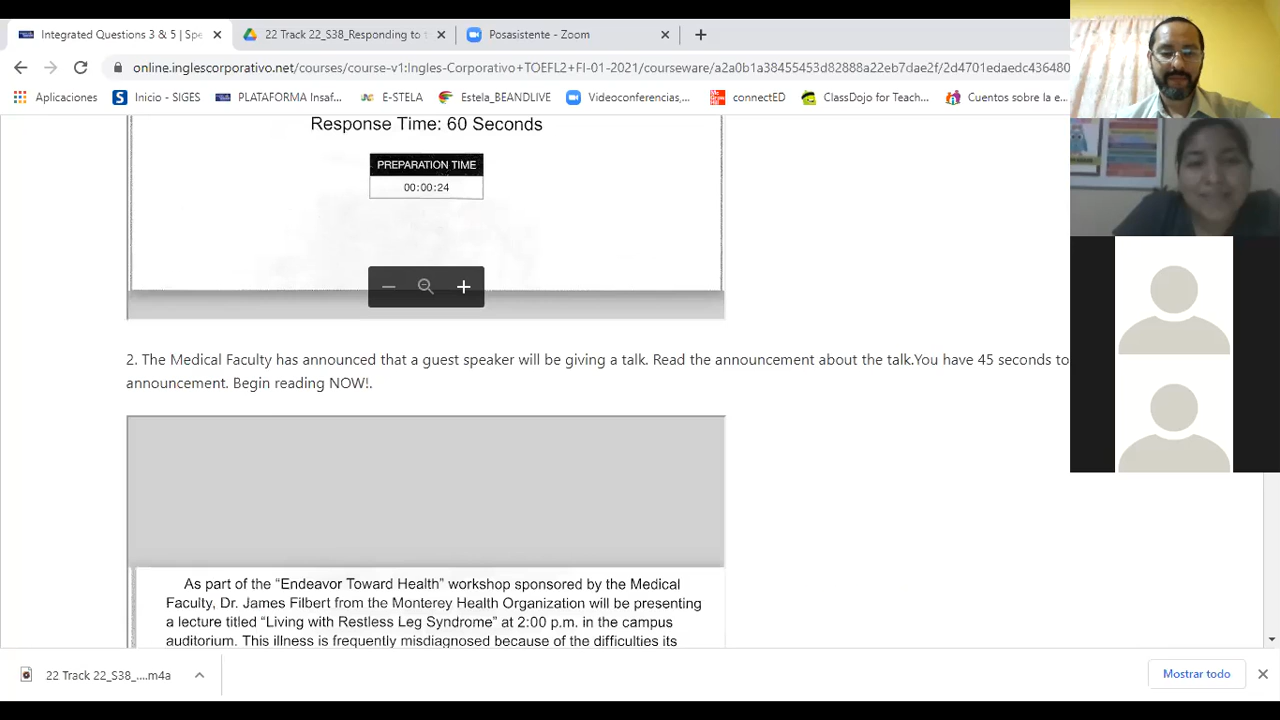 Integrated Questions 3 & 5 | Spe
22 Track 22_S38_Responding to
Posasistente - Zoom
online.inglescorporativo.net/courses/course-v1:Ingles-Corporativo+TOEFL2+FI-01-2021/courseware/a2a0b1a38455453d82888a22eb7dae2f/2d4701edaedc436480
Aplicaciones
Inicio - SIGES
PLATAFORMA Insaf...
E-STELA
Estela_BEANDLIVE
Videoconferencias,...
connectED
ClassDojo for Teach...
Cuentos sobre la e...
Response Time: 60 Seconds
PREPARATION TIME
00:00:24
2. The Medical Faculty has announced that a guest speaker will be giving a talk. Read the announcement about the talk.You have 45 seconds to
announcement. Begin reading NOW!.
As part of the “Endeavor Toward Health” workshop sponsored by the Medical
Faculty, Dr. James Filbert from the Monterey Health Organization will be presenting
a lecture titled “Living with Restless Leg Syndrome” at 2:00 p.m. in the campus
auditorium. This illness is frequently misdiagnosed because of the difficulties its
22 Track 22_S38_....m4a
Mostrar todo